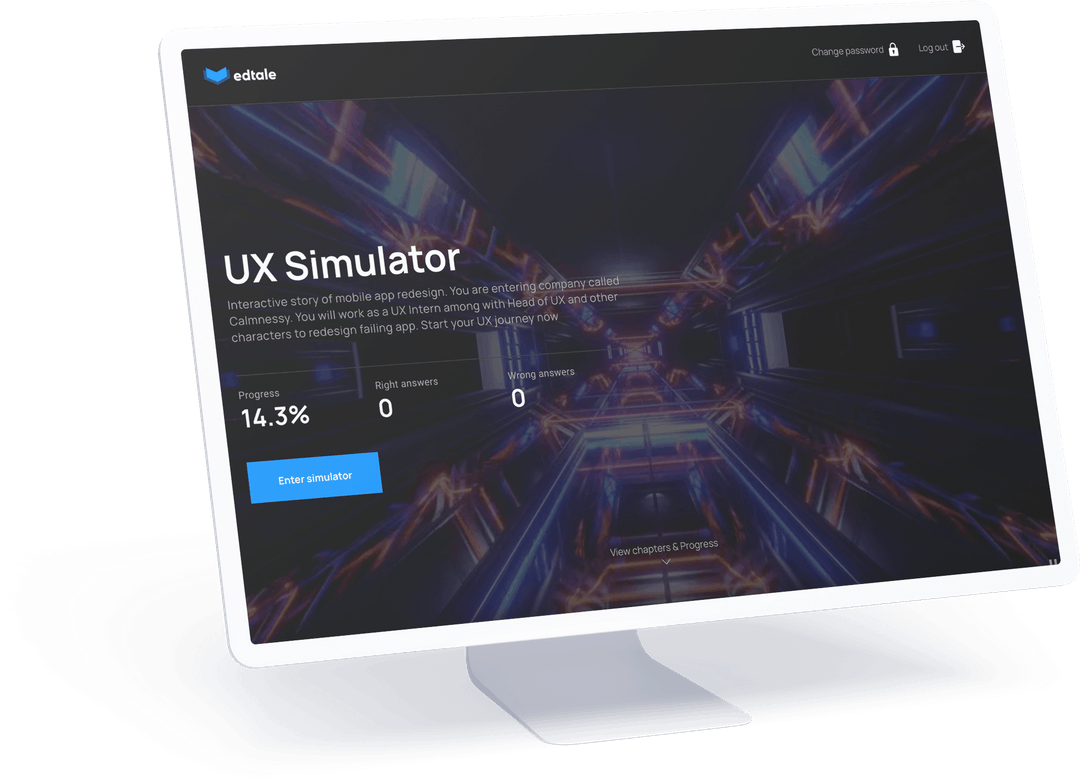 edtale
Change password
Log out
UX Simulator
Interactive story of mobile app redesign. You are entering company called
Calmnessy. You will work as a UX Intern among with Head of UX and other
characters to redesign failing app. Start your UX journey now
Progress
Right answers
Wrong answers
14.3%
0
0
Enter simulator
View chapters & Progress